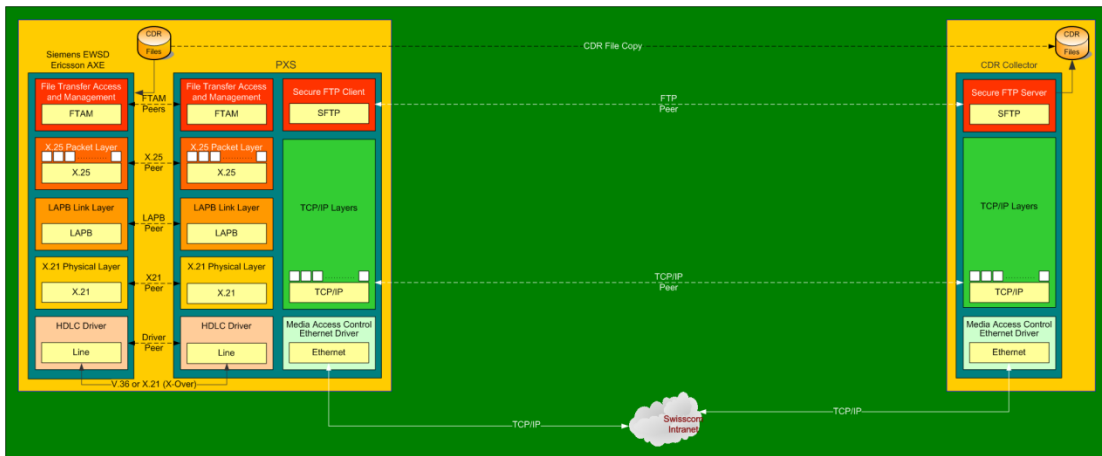 CDR
Files
CDR File Copy
CDR
Files
Siemens EWSD
Ericsson AXE
PXS
CDR Collector
File Transfer Access
and Management
FTAM
FTAM
Peers
File Transfer Access
and Management
FTAM
Secure FTP Client
SFTP
FTP
Peer
Secure FTP Server
SFTP
X.25 Packet Layer
X.25
X.25
Peer
X.25 Packet Layer
X.25
LAPB Link Layer
LAPB
LAPB
Peer
LAPB Link Layer
LAPB
TCP/IP Layers
TCP/IP Layers
X.21 Physical Layer
X.21
X21
Peer
X.21 Physical Layer
X.21
TCP/IP
TCP/IP
Peer
TCP/IP
HDLC Driver
Line
Driver
Peer
HDLC Driver
Line
Media Access Control
Ethernet Driver
Ethernet
Media Access Control
Ethernet Driver
Ethernet
V.36 or X.21 (X-Over)
TCP/IP
Swisscom
Intranet
TCP/IP